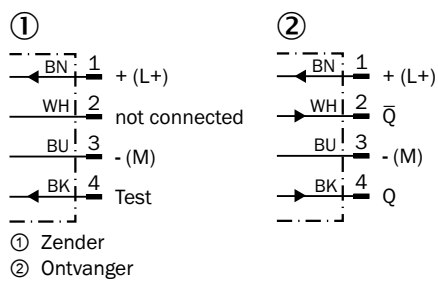 ①
BN 1 + (L+)
WH 2 not connected
BU 3 - (M)
BK 4 Test
②
BN 1 + (L+)
WH 2 Q̅
BU 3 - (M)
BK 4 Q
① Zender
② Ontvanger